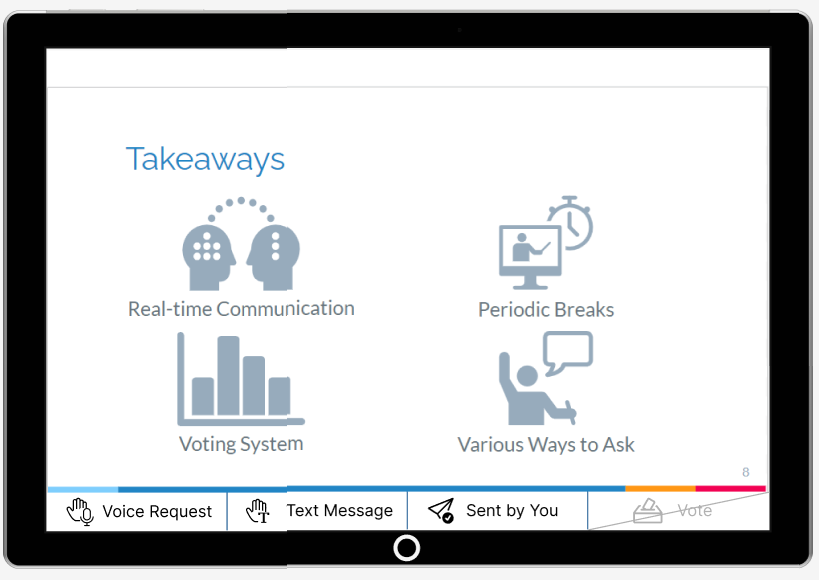 Takeaways
Real-time Communication
Periodic Breaks
Voting System
Various Ways to Ask
8
Voice Request
T
Text Message
Sent by You
Vote